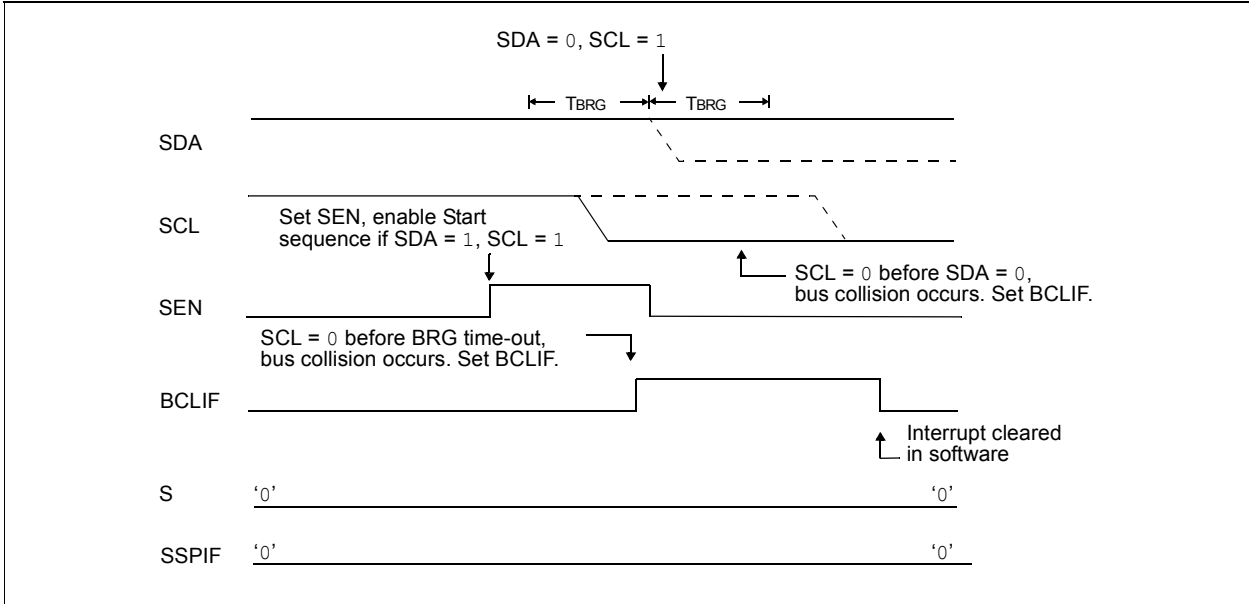 SDA = 0, SCL = 1
TBRG TBRG
SDA
SCL
Set SEN, enable Start
sequence if SDA = 1, SCL = 1
SCL = 0 before SDA = 0,
bus collision occurs. Set BCLIF.
SEN
SCL = 0 before BRG time-out,
bus collision occurs. Set BCLIF.
BCLIF
Interrupt cleared
in software
S ‘0’ ‘0’
SSPIF ‘0’ ‘0’